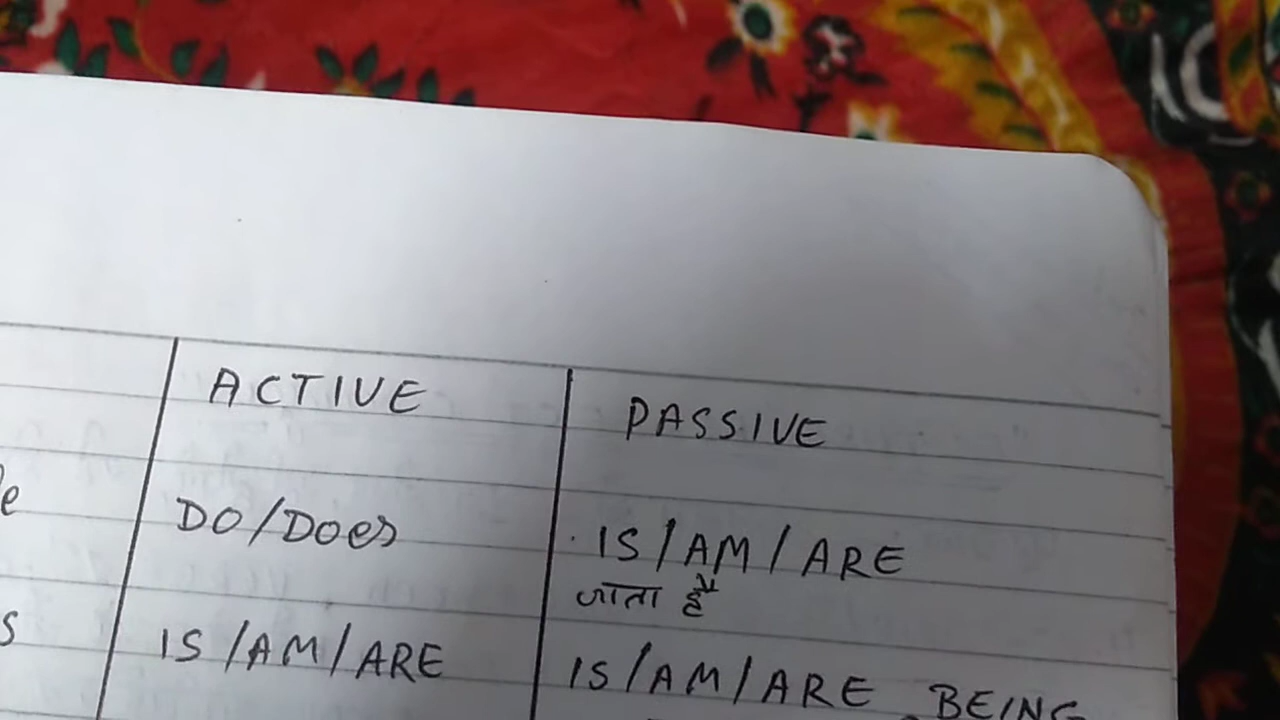 ACTIVE PASSIVE
e DO/Does IS/AM/ARE
जाता है
s IS/AM/ARE IS/AM/ARE BEING